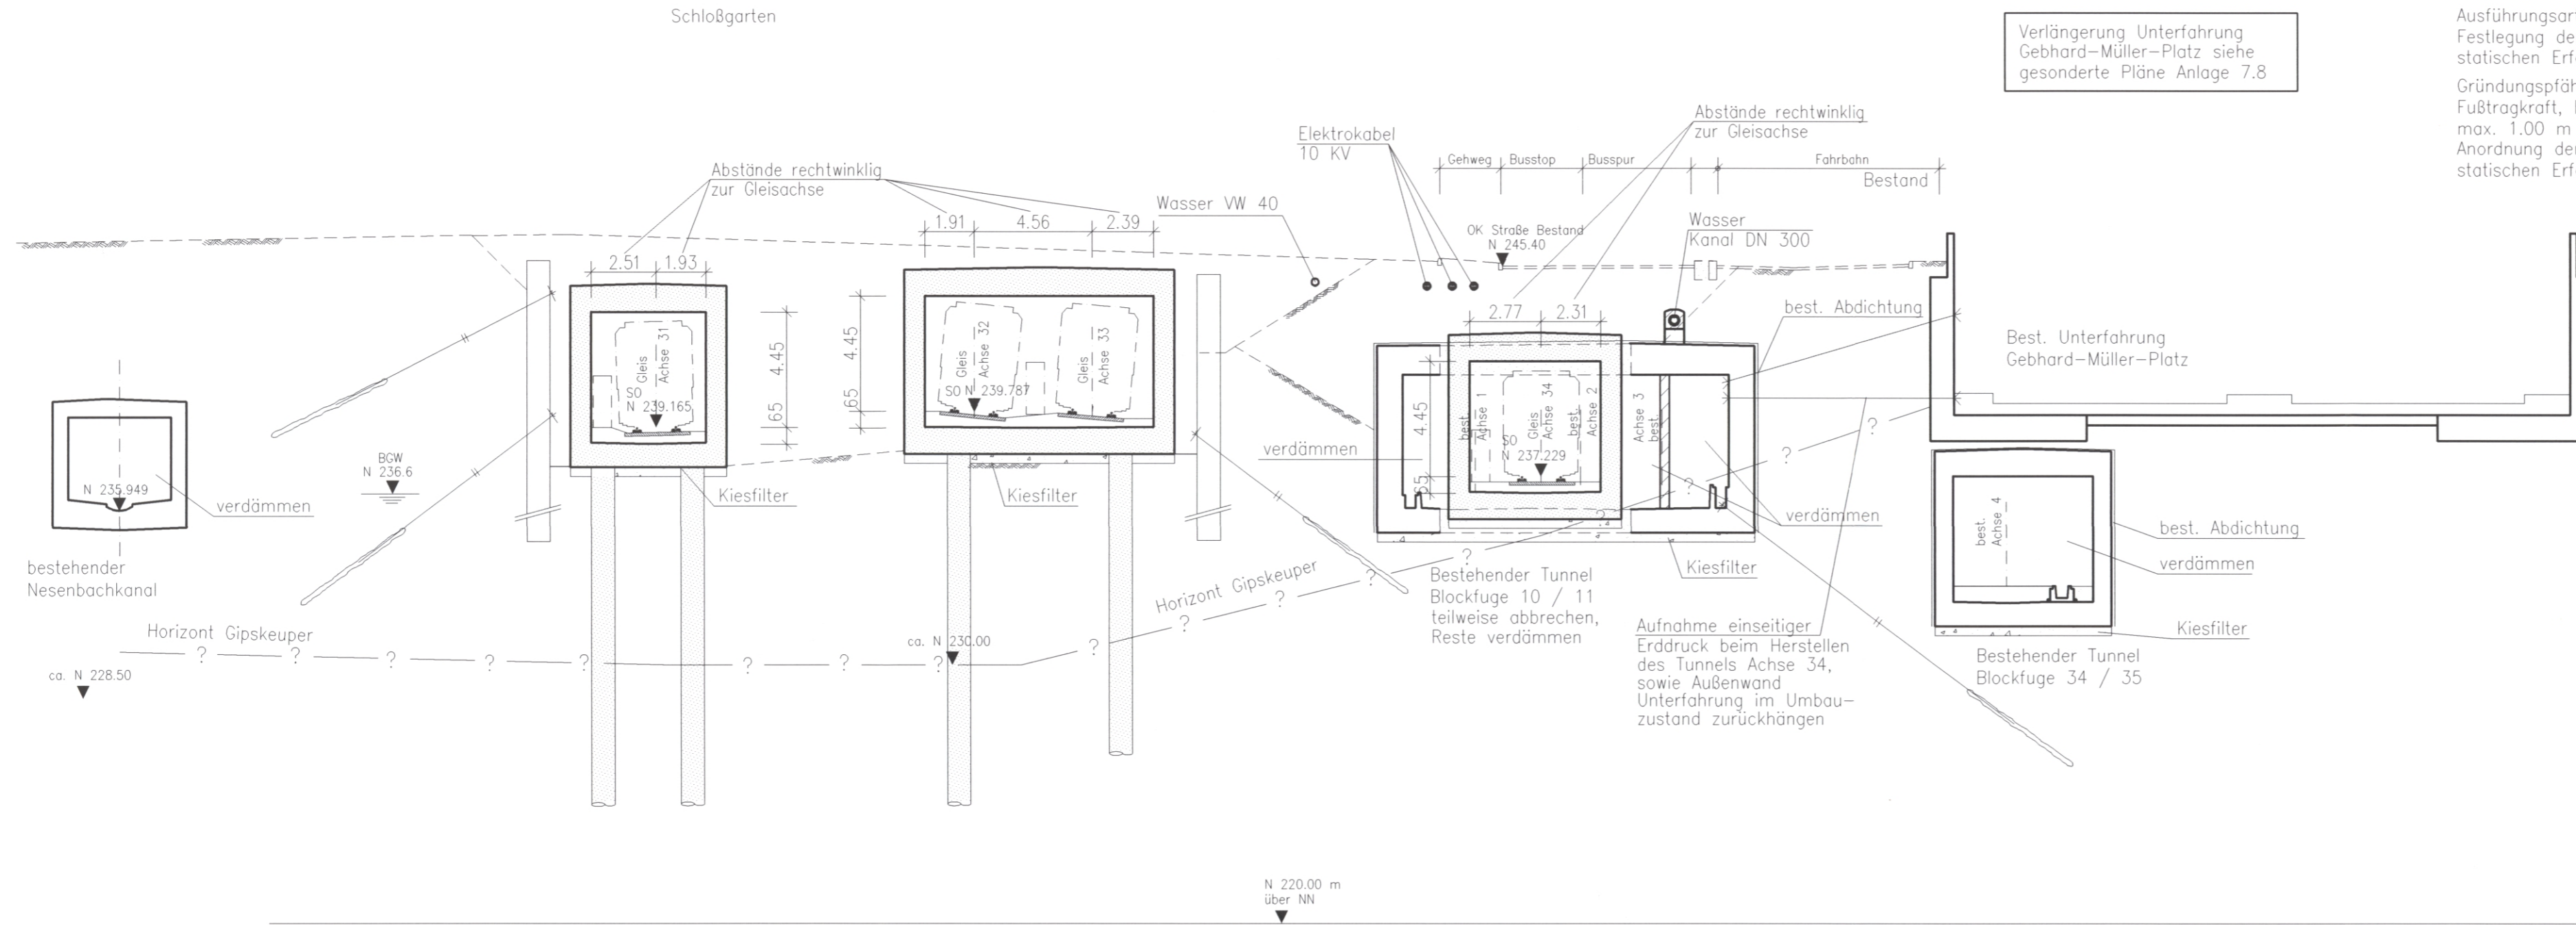 Schloßgarten
Verlängerung Unterfahrung
Gebhard-Müller-Platz siehe
gesonderte Pläne Anlage 7.8
Ausführungsar
Festlegung de
statischen Erf
Gründungspfäh
Fußtragkraft,
max. 1.00 m
Anordnung der
statischen Erf
Abstände rechtwinklig
zur Gleisachse
Elektrokabel
10 KV
Abstände rechtwinklig
zur Gleisachse
Gehweg
Busstop
Busspur
Fahrbahn
Bestand
Wasser VW 40
OK Straße Bestand
N 245.40
Wasser
Kanal DN 300
1.91
4.56
2.39
2.51
1.93
2.77
2.31
best. Abdichtung
Best. Unterfahrung
Gebhard-Müller-Platz
4.45
65
4.45
65
4.45
65
Gleis
Achse 31
SO
N 239.165
Gleis
Achse 32
SO N 239.787
Gleis
Achse 33
best.
Achse 1
Gleis
Achse 34
SO
N 237.229
best.
Achse 2
Achse 3
best.
verdämmen
BGW
N 236.6
N 235.949
verdämmen
bestehender
Nesenbachkanal
Kiesfilter
Kiesfilter
Kiesfilter
verdämmen
best.
Achse 4
best. Abdichtung
verdämmen
Kiesfilter
Bestehender Tunnel
Blockfuge 34 / 35
Bestehender Tunnel
Blockfuge 10 / 11
teilweise abbrechen,
Reste verdämmen
Aufnahme einseitiger
Erddruck beim Herstellen
des Tunnels Achse 34,
sowie Außenwand
Unterfahrung im Umbau-
zustand zurückhängen
Horizont Gipskeuper
? ? ? ? ? ? ? ? ? ? ? ? ? ? ? ? ?
Horizont Gipskeuper
ca. N 228.50
ca. N 230.00
N 220.00 m
über NN